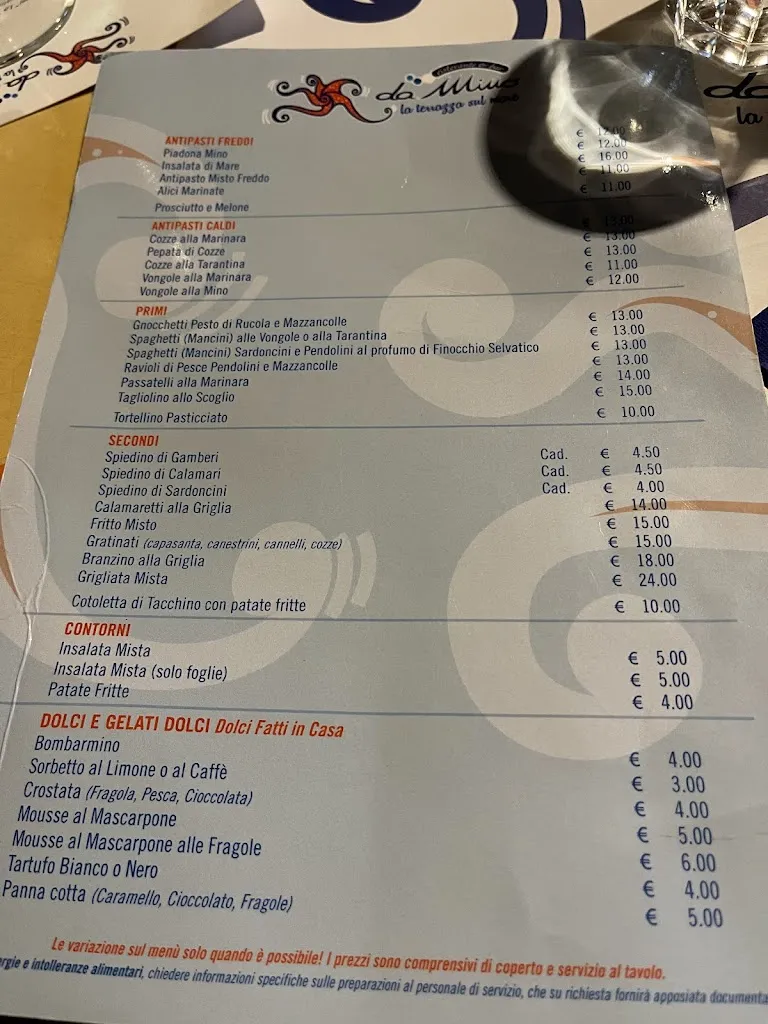 ristorante & bar
da Mino
la terrazza sul mare
ANTIPASTI FREDDI
Piadona Mino € 12.00
Insalata di Mare € 12.00
Antipasto Misto Freddo € 16.00
Alici Marinate € 11.00
Prosciutto e Melone € 11.00
ANTIPASTI CALDI
Cozze alla Marinara € 13.00
Pepata di Cozze € 13.00
Cozze alla Tarantina € 13.00
Vongole alla Marinara € 11.00
Vongole alla Mino € 12.00
PRIMI
Gnocchetti Pesto di Rucola e Mazzancolle € 13.00
Spaghetti (Mancini) alle Vongole o alla Tarantina € 13.00
Spaghetti (Mancini) Sardoncini e Pendolini al profumo di Finocchio Selvatico € 13.00
Ravioli di Pesce Pendolini e Mazzancolle € 13.00
Passatelli alla Marinara € 14.00
Tagliolino allo Scoglio € 15.00
Tortellino Pasticciato € 10.00
SECONDI
Spiedino di Gamberi Cad. € 4.50
Spiedino di Calamari Cad. € 4.50
Spiedino di Sardoncini Cad. € 4.00
Calamaretti alla Griglia € 14.00
Fritto Misto € 15.00
Gratinati (capasanta, canestrini, cannelli, cozze) € 15.00
Branzino alla Griglia € 18.00
Grigliata Mista € 24.00
Cotoletta di Tacchino con patate fritte € 10.00
CONTORNI
Insalata Mista € 5.00
Insalata Mista (solo foglie) € 5.00
Patate Fritte € 4.00
DOLCI E GELATI DOLCI Dolci Fatti in Casa
Bombarmino € 4.00
Sorbetto al Limone o al Caffè € 3.00
Crostata (Fragola, Pesca, Cioccolata) € 4.00
Mousse al Mascarpone € 5.00
Mousse al Mascarpone alle Fragole € 6.00
Tartufo Bianco o Nero € 4.00
Panna cotta (Caramello, Cioccolato, Fragole) € 5.00
Le variazione sul menù solo quando è possibile! I prezzi sono comprensivi di coperto e servizio al tavolo.
e intolleranze alimentari, chiedere informazioni specifiche sulle preparazioni al personale di servizio, che su richiesta fornirà apposiata documenta